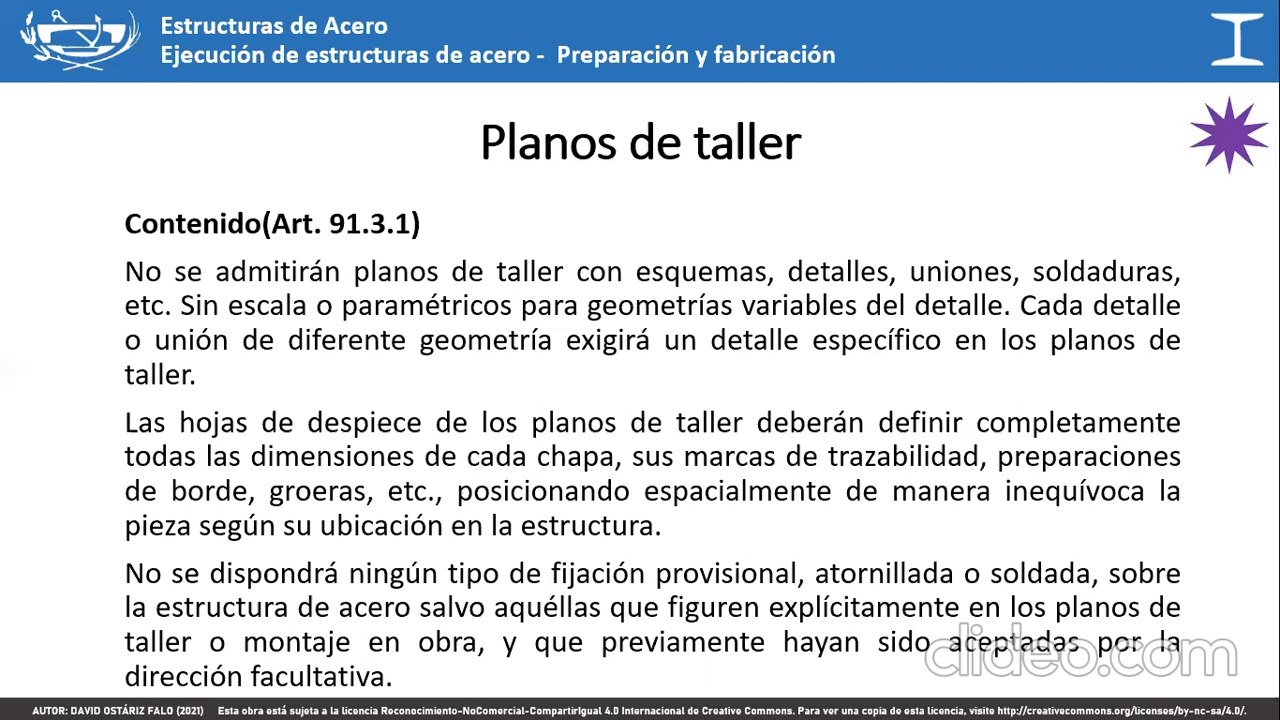 Estructuras de Acero
Ejecución de estructuras de acero - Preparación y fabricación
Planos de taller
Contenido(Art. 91.3.1)
No se admitirán planos de taller con esquemas, detalles, uniones, soldaduras,
etc. Sin escala o paramétricos para geometrías variables del detalle. Cada detalle
o unión de diferente geometría exigirá un detalle específico en los planos de
taller.
Las hojas de despiece de los planos de taller deberán definir completamente
todas las dimensiones de cada chapa, sus marcas de trazabilidad, preparaciones
de borde, groeras, etc., posicionando espacialmente de manera inequívoca la
pieza según su ubicación en la estructura.
No se dispondrá ningún tipo de fijación provisional, atornillada o soldada, sobre
la estructura de acero salvo aquéllas que figuren explícitamente en los planos de
taller o montaje en obra, y que previamente hayan sido aceptadas por la
dirección facultativa.
clideo.com
AUTOR: DAVID OSTÁRIZ FALO (2021) Esta obra está sujeta a la licencia Reconocimiento-NoComercial-CompartirIgual 4.0 Internacional de Creative Commons. Para ver una copia de esta licencia, visite http://creativecommons.org/licenses/by-nc-sa/4.0/.